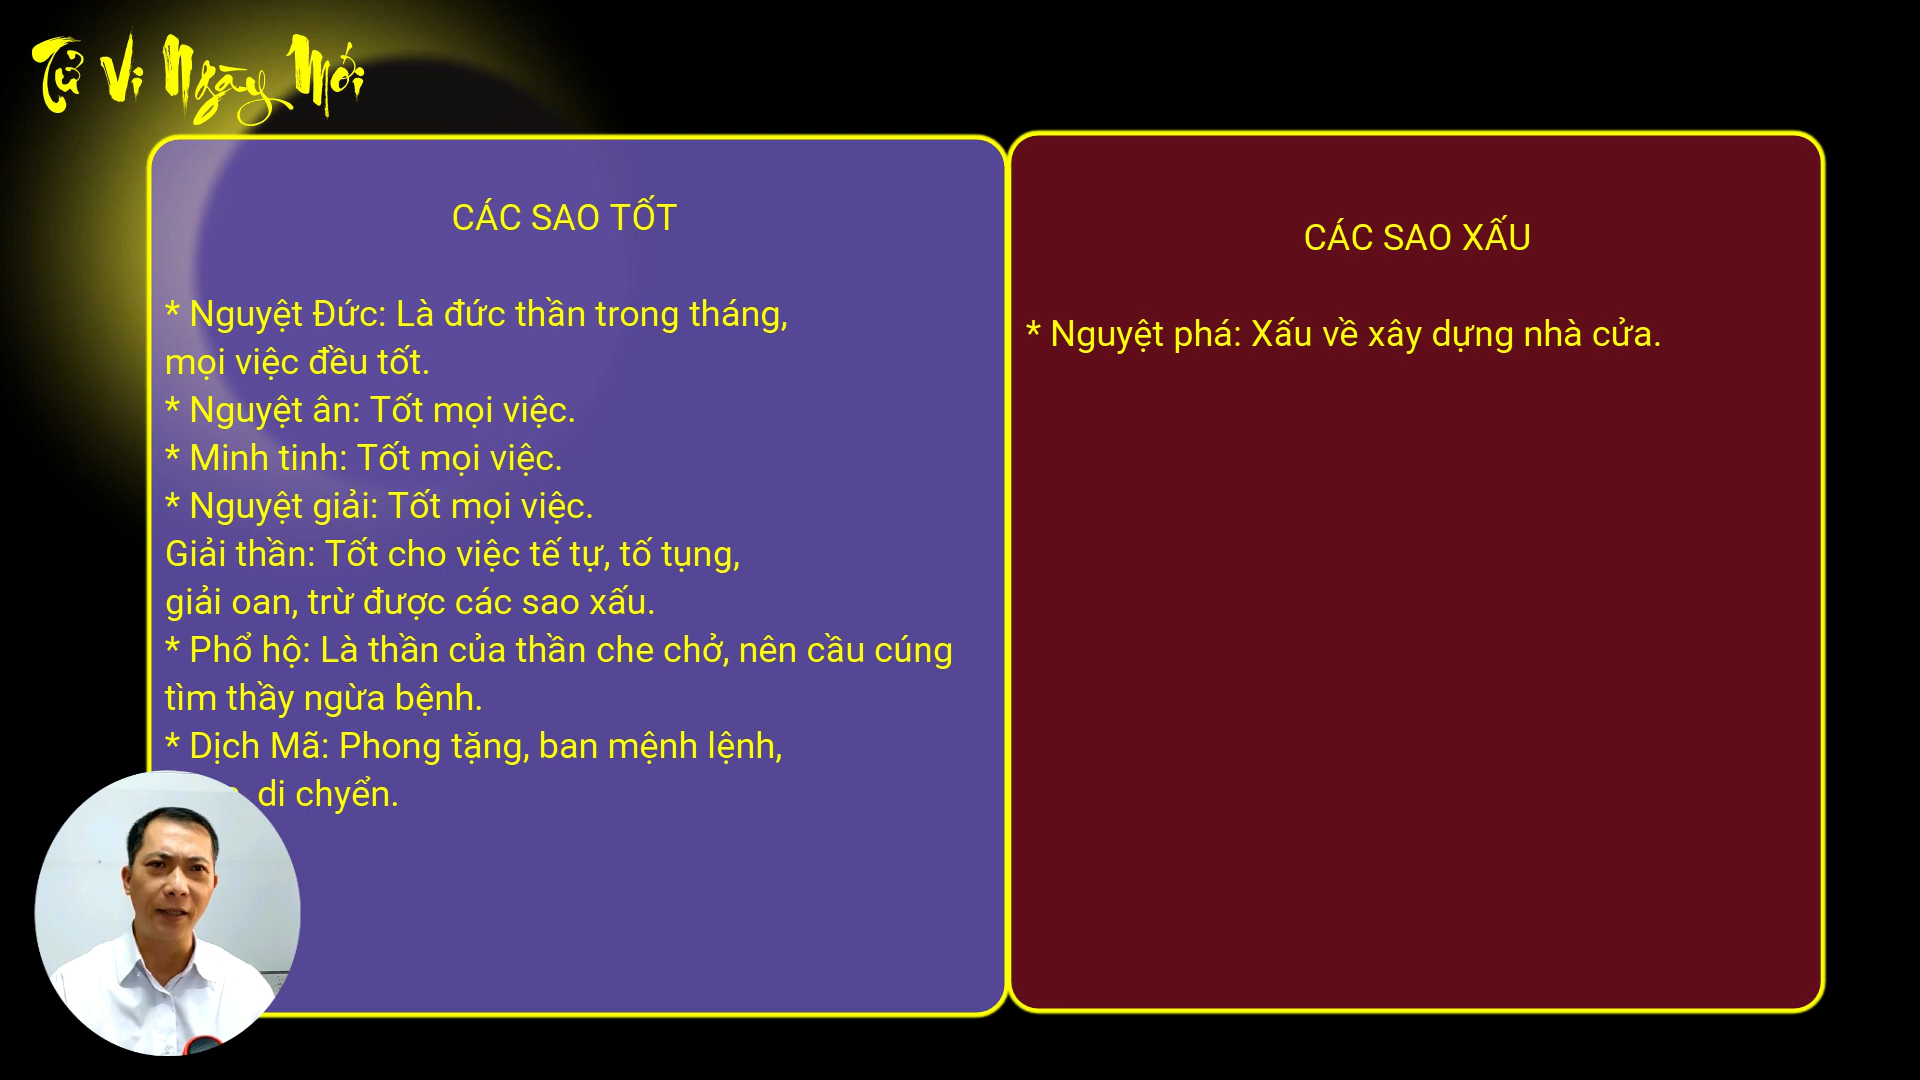 Tử Vi Ngày Mới
CÁC SAO TỐT
* Nguyệt Đức: Là đức thần trong tháng,
mọi việc đều tốt.
* Nguyệt ân: Tốt mọi việc.
* Minh tinh: Tốt mọi việc.
* Nguyệt giải: Tốt mọi việc.
Giải thần: Tốt cho việc tế tự, tố tụng,
giải oan, trừ được các sao xấu.
* Phổ hộ: Là thần của thần che chở, nên cầu cúng
tìm thầy ngừa bệnh.
* Dịch Mã: Phong tặng, ban mệnh lệnh,
di chyển.
CÁC SAO XẤU
* Nguyệt phá: Xấu về xây dựng nhà cửa.